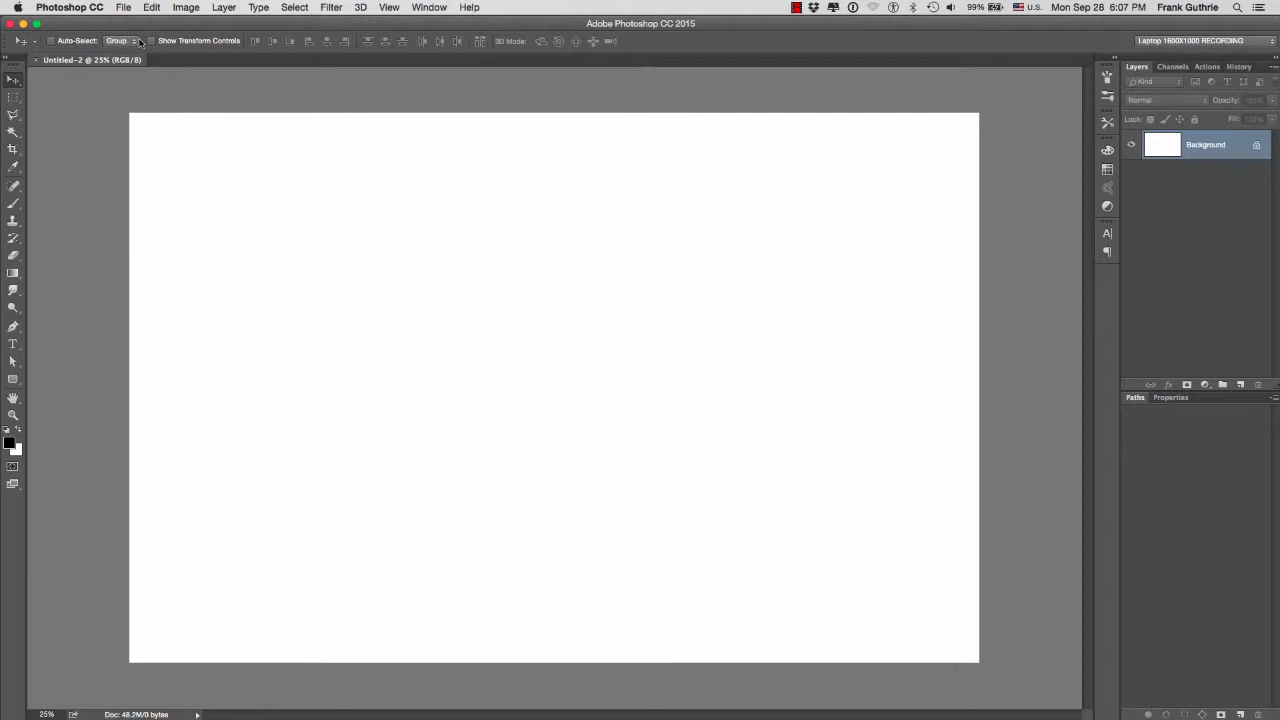 Photoshop CC File Edit Image Layer Type Select Filter 3D View Window Help 99% U.S. Mon Sep 28 6:07 PM Frank Guthrie
Adobe Photoshop CC 2015
Auto-Select: Group Show Transform Controls 3D Mode: Laptop 1600X1000 RECORDING
× Untitled-2 @ 25% (RGB/8)
Layers Channels Actions History
Kind
Normal Opacity: 100%
Lock: Fill: 100%
Background
Paths Properties
25% Doc: 48.2M/0 bytes